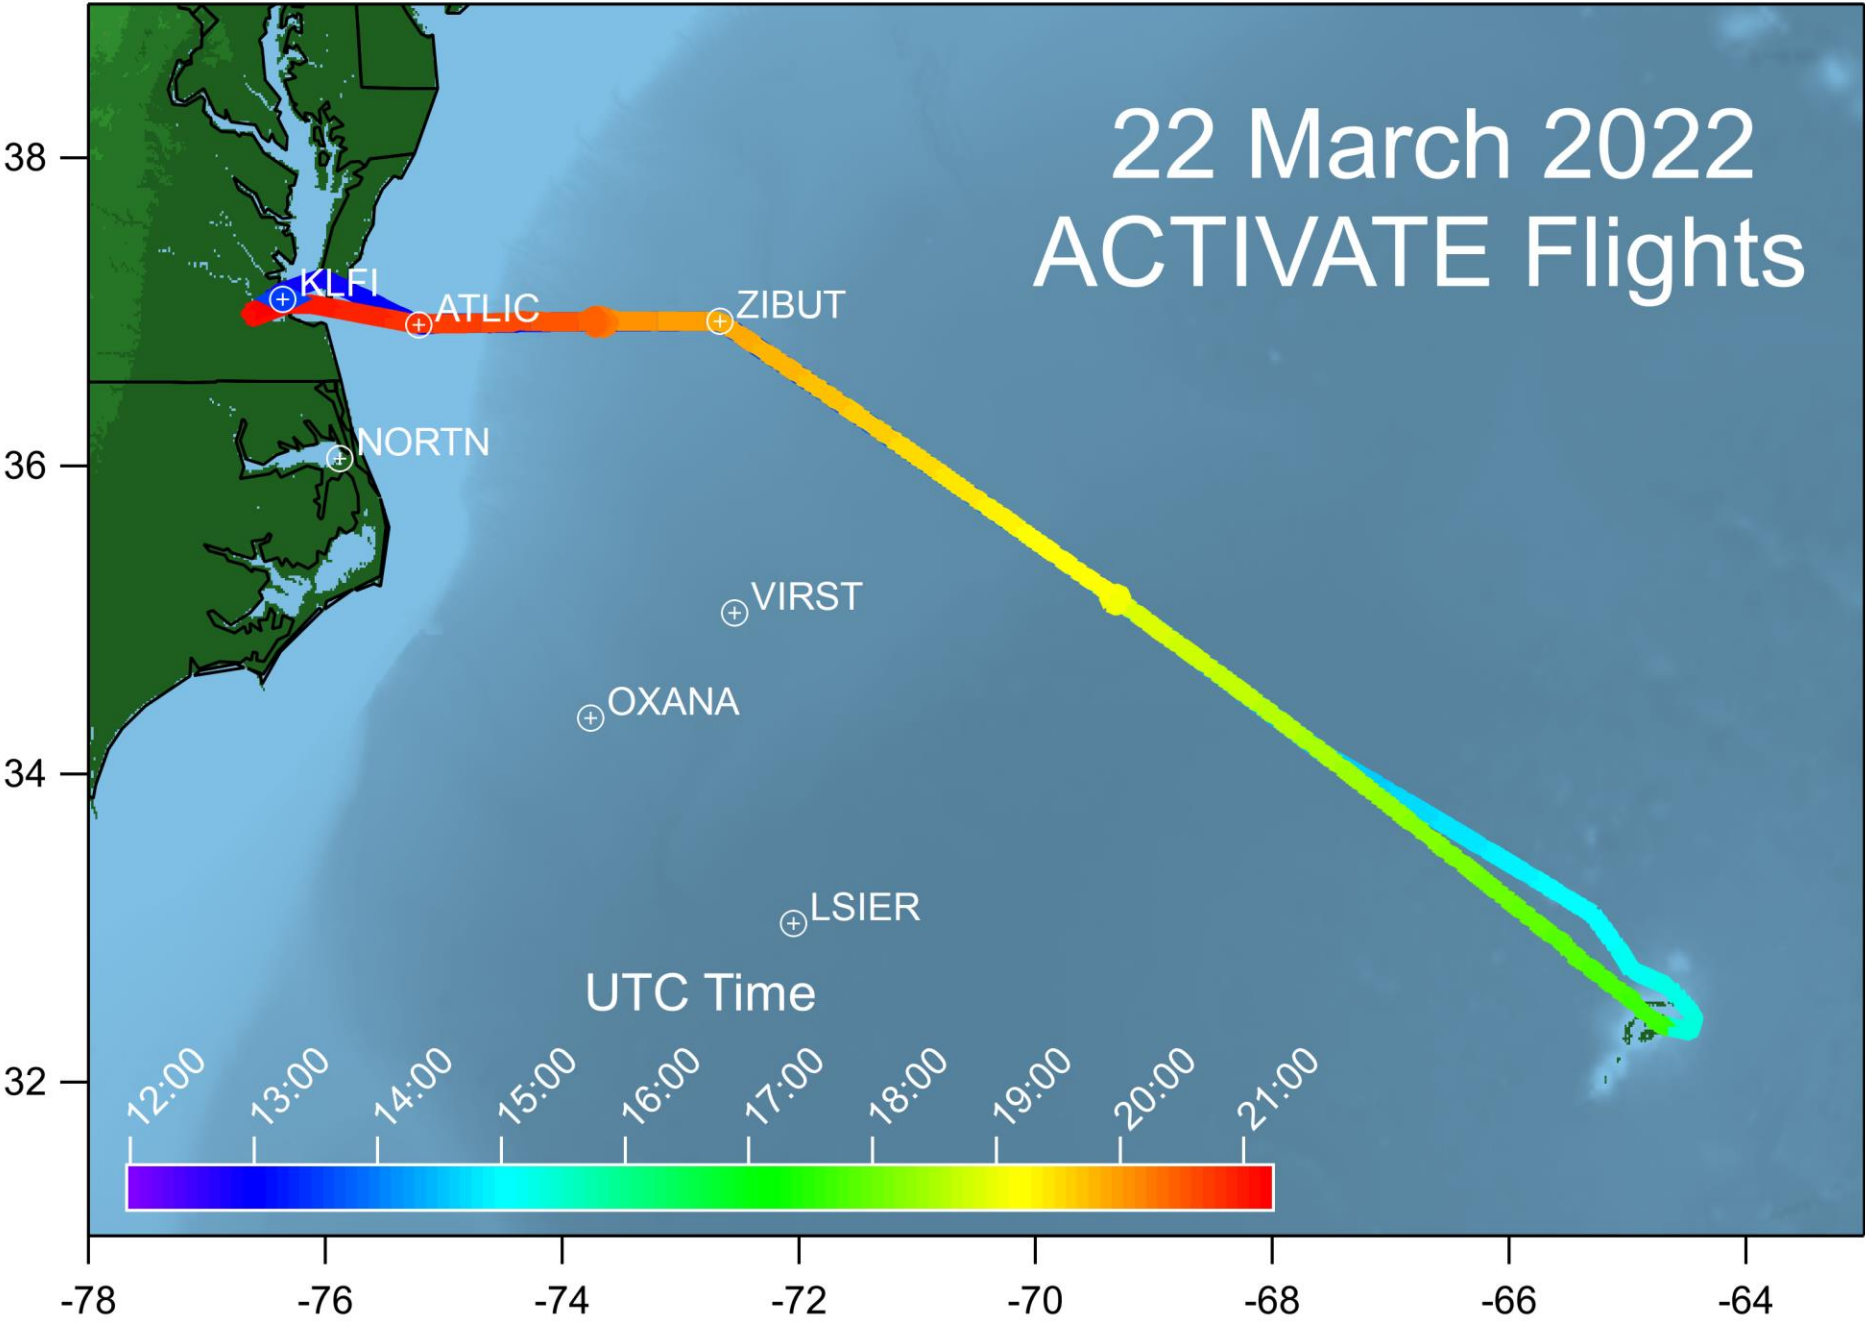 22 March 2022
ACTIVATE Flights
38
KLFI
ATLIC
ZIBUT
NORTN
36
VIRST
OXANA
34
LSIER
UTC Time
32
12:00 13:00 14:00 15:00 16:00 17:00 18:00 19:00 20:00 21:00
-78 -76 -74 -72 -70 -68 -66 -64